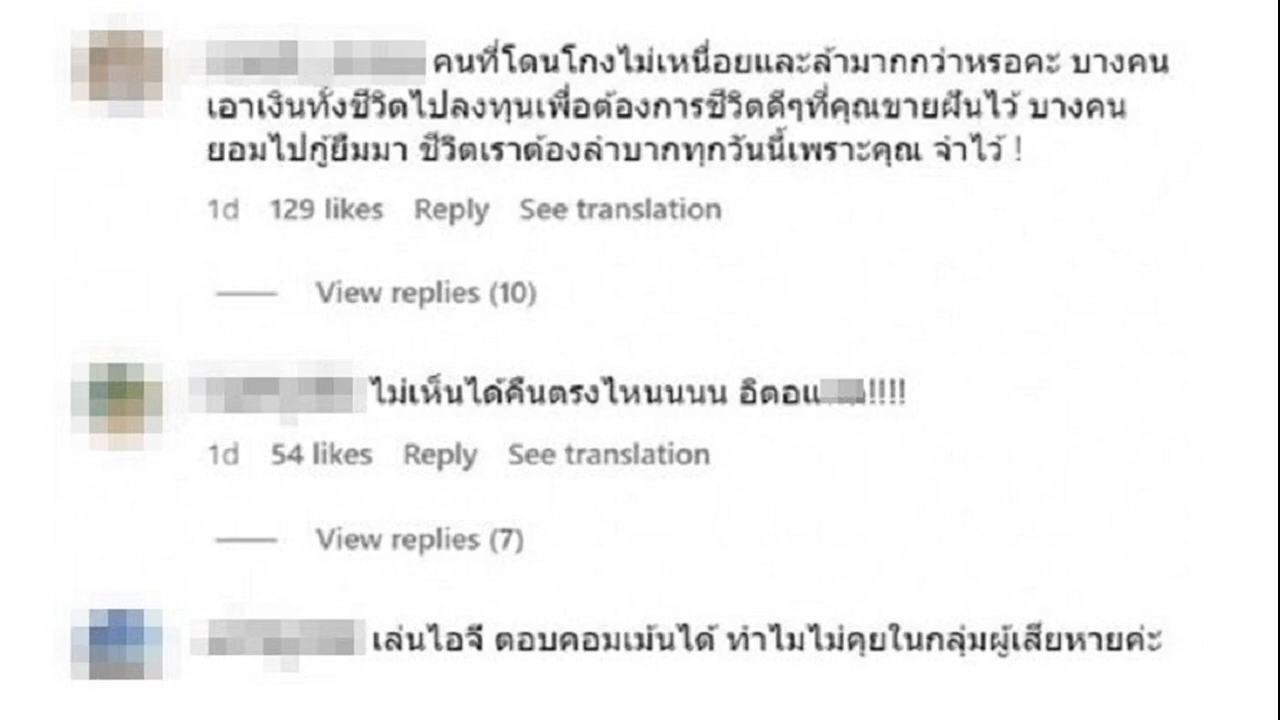 คนที่โดนโกงไม่เหนื่อยและล้ามากกว่าหรอคะ บางคน
เอาเงินทั้งชีวิตไปลงทุนเพื่อต้องการชีวิตดีๆที่คุณขายฝันไว้ บางคน
ยอมไปกู้ยืมมา ชีวิตเราต้องลำบากทุกวันนี้เพราะคุณ จำไว้ !
1d 129 likes Reply See translation
View replies (10)
ไม่เห็นได้คืนตรงไหนนนน อิตอแ!!!!
1d 54 likes Reply See translation
View replies (7)
เล่นไอจี ตอบคอมเม้นได้ ทำไมไม่คุยในกลุ่มผู้เสียหายค่ะ